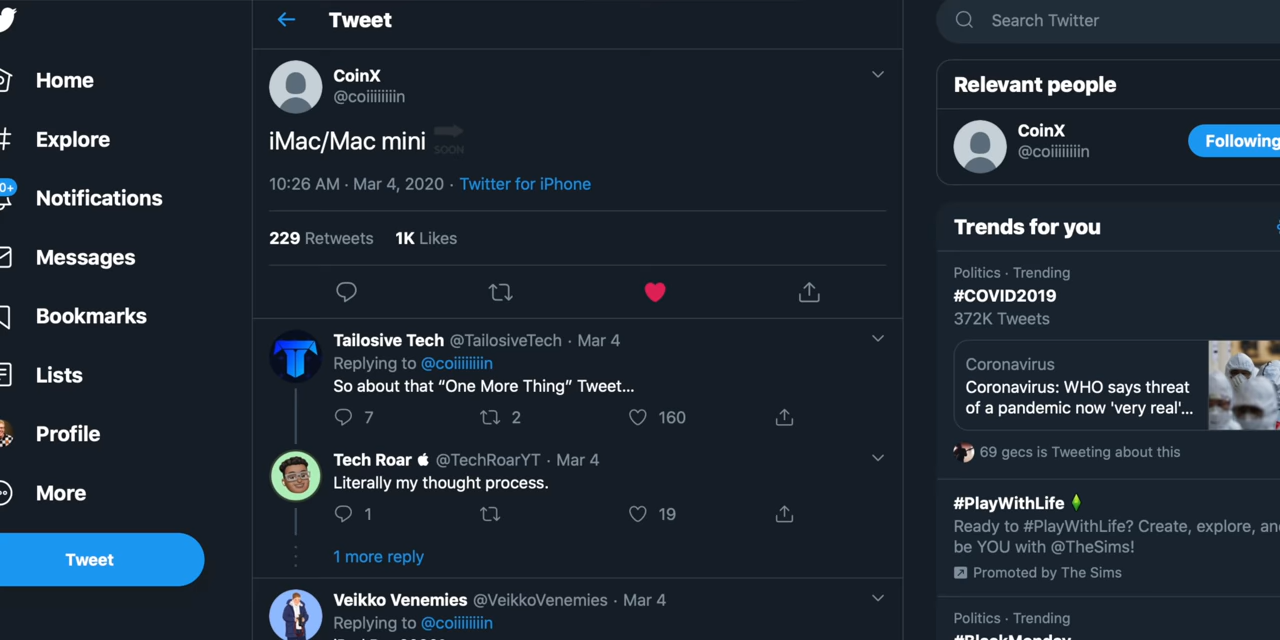 Home
Explore
Notifications
Messages
Bookmarks
Lists
Profile
More
Tweet
Tweet
CoinX
@coiiiiiiiin
iMac/Mac mini SOON
10:26 AM · Mar 4, 2020 · Twitter for iPhone
229 Retweets 1K Likes
Tailosive Tech @TailosiveTech · Mar 4
Replying to @coiiiiiiiin
So about that “One More Thing” Tweet...
7 2 160
Tech Roar @TechRoarYT · Mar 4
Literally my thought process.
1 19
1 more reply
Veikko Venemies @VeikkoVenemies · Mar 4
Replying to @coiiiiiiiin
Search Twitter
Relevant people
CoinX
@coiiiiiiiin
Following
Trends for you
Politics · Trending
#COVID2019
372K Tweets
Coronavirus
Coronavirus: WHO says threat
of a pandemic now 'very real'...
69 gecs is Tweeting about this
#PlayWithLife
Ready to #PlayWithLife? Create, explore, and
be YOU with @TheSims!
Promoted by The Sims
Politics · Trending
#BlackMonday